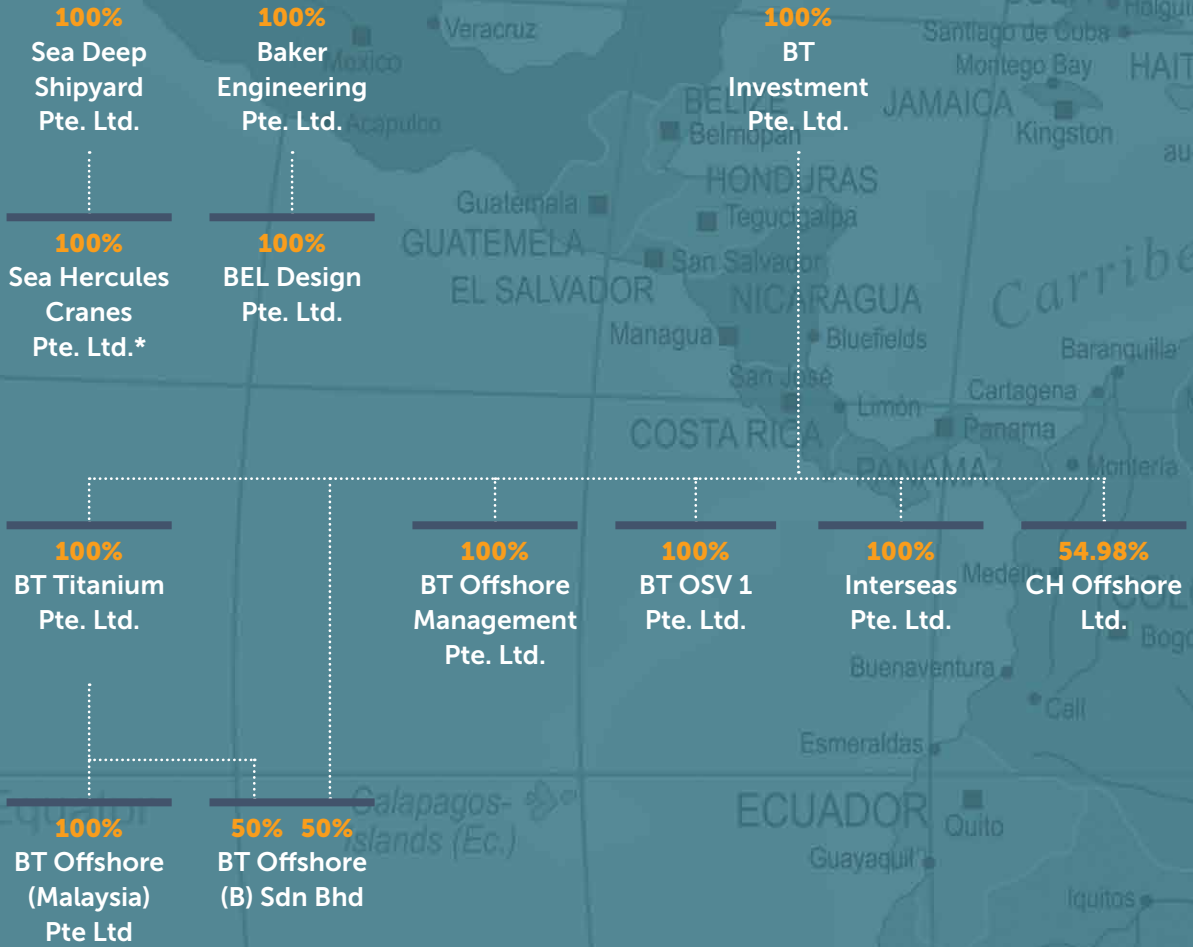 100%
Sea Deep
Shipyard
Pte. Ltd.
100%
Baker
Engineering
Pte. Ltd.
100%
BT
Investment
Pte. Ltd.
100%
Sea Hercules
Cranes
Pte. Ltd.*
100%
BEL Design
Pte. Ltd.
100%
BT Titanium
Pte. Ltd.
100%
BT Offshore
Management
Pte. Ltd.
100%
BT OSV 1
Pte. Ltd.
100%
Interseas
Pte. Ltd.
54.98%
CH Offshore
Ltd.
100%
BT Offshore
(Malaysia)
Pte Ltd
50% 50%
BT Offshore
(B) Sdn Bhd
Veracruz
Mexico
Acapulco
Santiago de Cuba
Montego Bay
JAMAICA
Kingston
BELIZE
Belmopan
HONDURAS
Tegucigalpa
Guatemala
GUATEMELA
San Salvador
EL SALVADOR
NICARAGUA
Managua
Bluefields
San José
Limón
COSTA RICA
Baranquilla
Cartagena
Panama
PANAMA
Montería
Buenaventura
Cali
Esmeraldas
Equator
Galapagos-
Islands (Ec.)
ECUADOR
Quito
Guayaquil
Iquitos